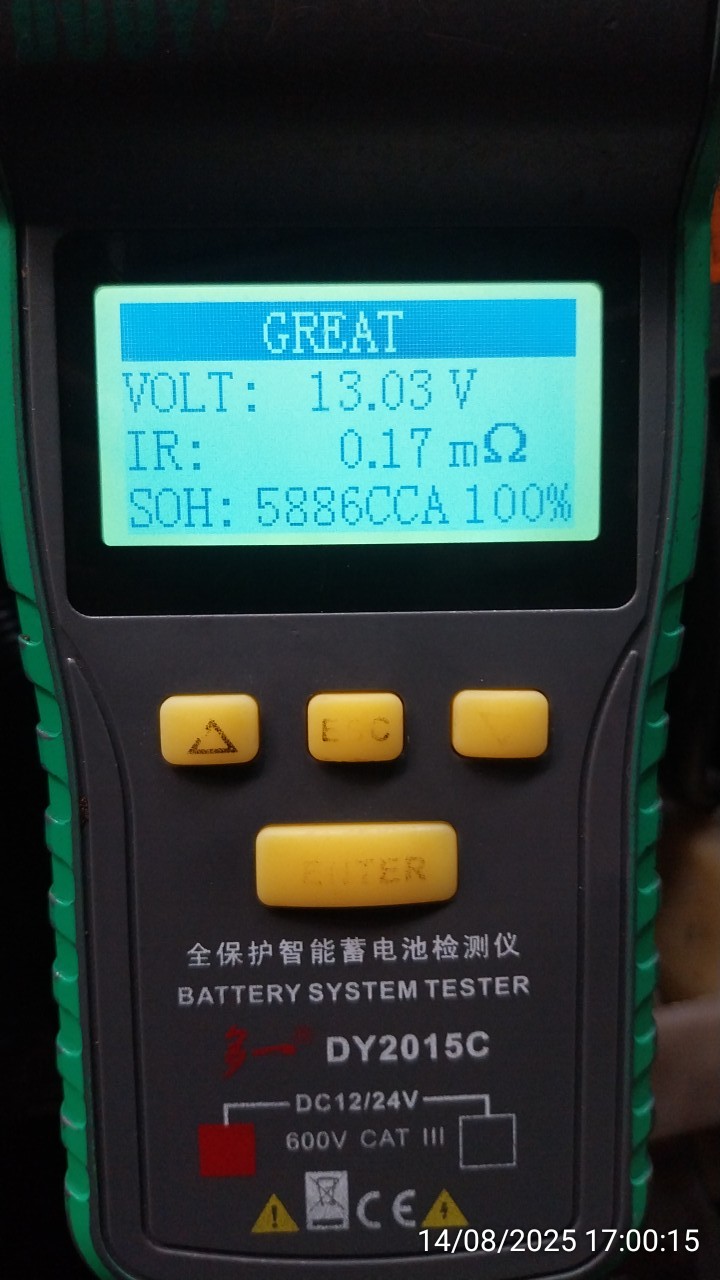 GREAT
VOLT: 13.03 V
IR: 0.17 mΩ
SOH: 5886CCA 100%
ESC
ENTER
全保护智能蓄电池检测仪
BATTERY SYSTEM TESTER
多一® DY2015C
DC12/24V
600V CAT III
CE
14/08/2025 17:00:15